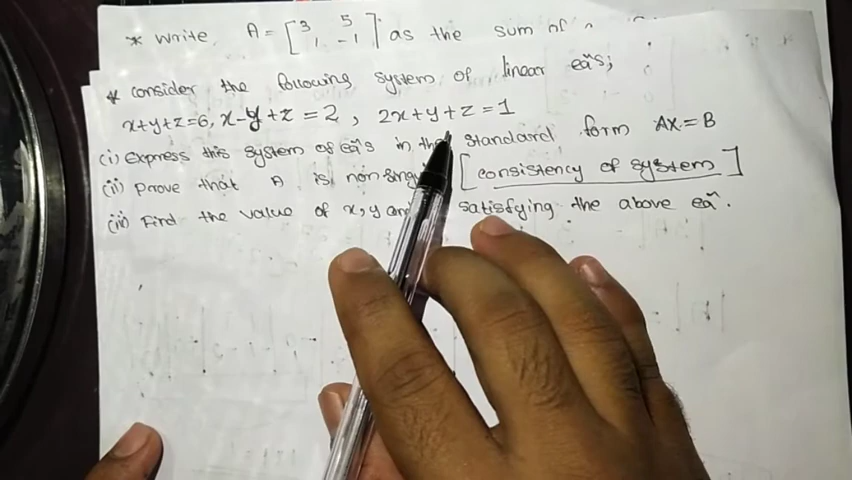 * Write A = [3 5 1 -1] as the sum of
* consider the following system of linear eq̃s;
x+y+z=6, x-y+z=2, 2x+y+z=1
(i) Express this system of eq̃s in the standard form AX=B
(ii) prove that A is non [consistency of system]
(iii) Find the value of x,y satisfying the above eq̃.